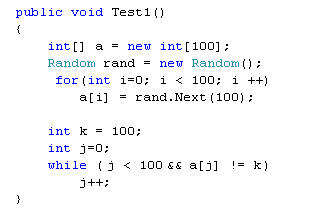 public void Test1()
{
int[] a = new int[100];
Random rand = new Random();
for(int i=0; i < 100; i ++)
a[i] = rand.Next(100);
int k = 100;
int j=0;
while (j < 100 && a[j] != k)
j++;
}